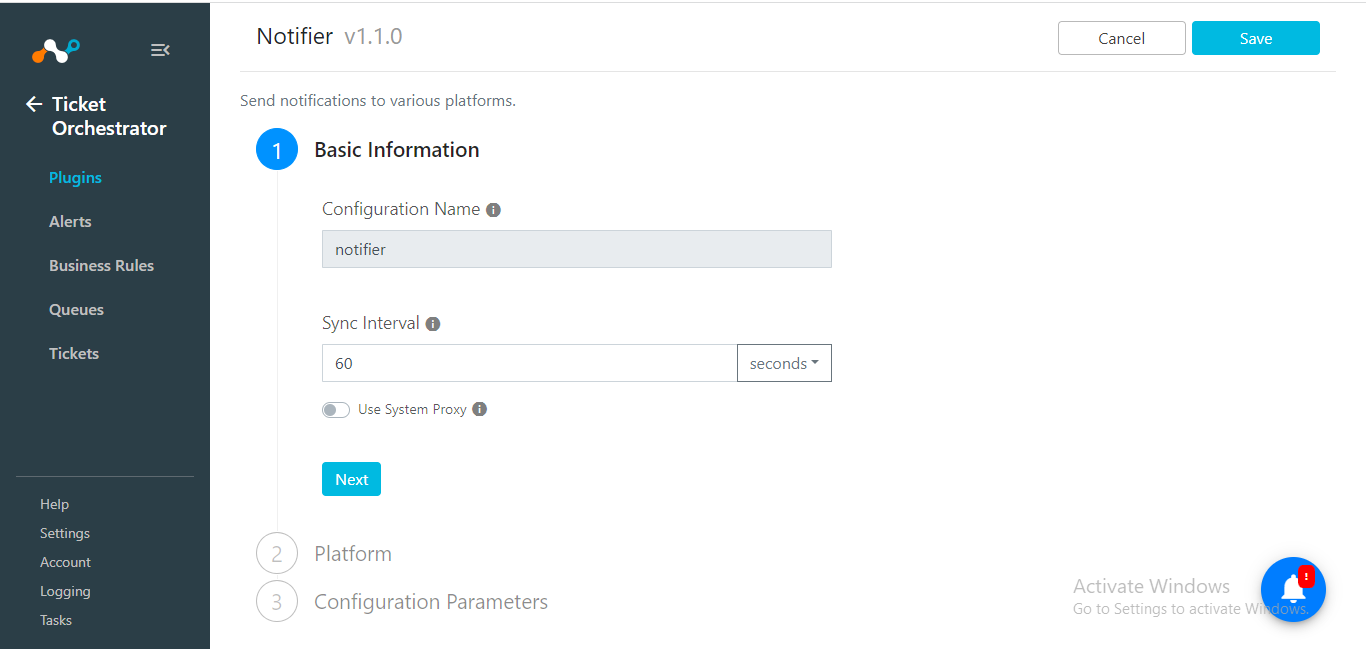 Ticket
Orchestrator
Plugins
Alerts
Business Rules
Queues
Tickets
Help
Settings
Account
Logging
Tasks
Notifier v1.1.0
Cancel
Save
Send notifications to various platforms.
1 Basic Information
Configuration Name i
notifier
Sync Interval i
60
seconds
Use System Proxy i
Next
2 Platform
3 Configuration Parameters
Activate Windows
Go to Settings to activate Windows.
!